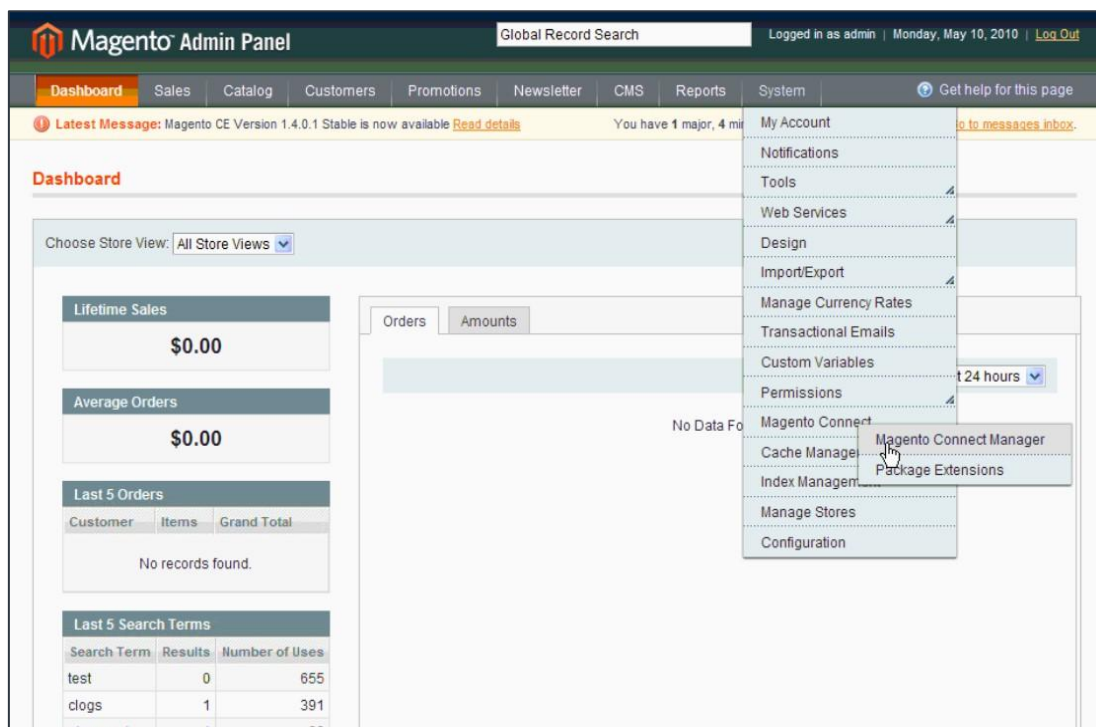 Magento Admin Panel
Global Record Search
Logged in as admin | Monday, May 10, 2010 | Log Out
Dashboard Sales Catalog Customers Promotions Newsletter CMS Reports System Get help for this page
Latest Message: Magento CE Version 1.4.0.1 Stable is now available Read details You have 1 major, 4 to messages inbox.
My Account
Notifications
Tools
Web Services
Design
Import/Export
Manage Currency Rates
Transactional Emails
Custom Variables
Permissions
Magento Connect
Cache
Index
Manage Stores
Configuration
Magento Connect Manager
Package Extensions
Dashboard
Choose Store View: All Store Views
Lifetime Sales
$0.00
Average Orders
$0.00
Last 5 Orders
Customer Items Grand Total
No records found.
Last 5 Search Terms
Search Term Results Number of Uses
test 0 655
clogs 1 391
Orders Amounts
24 hours
No Data